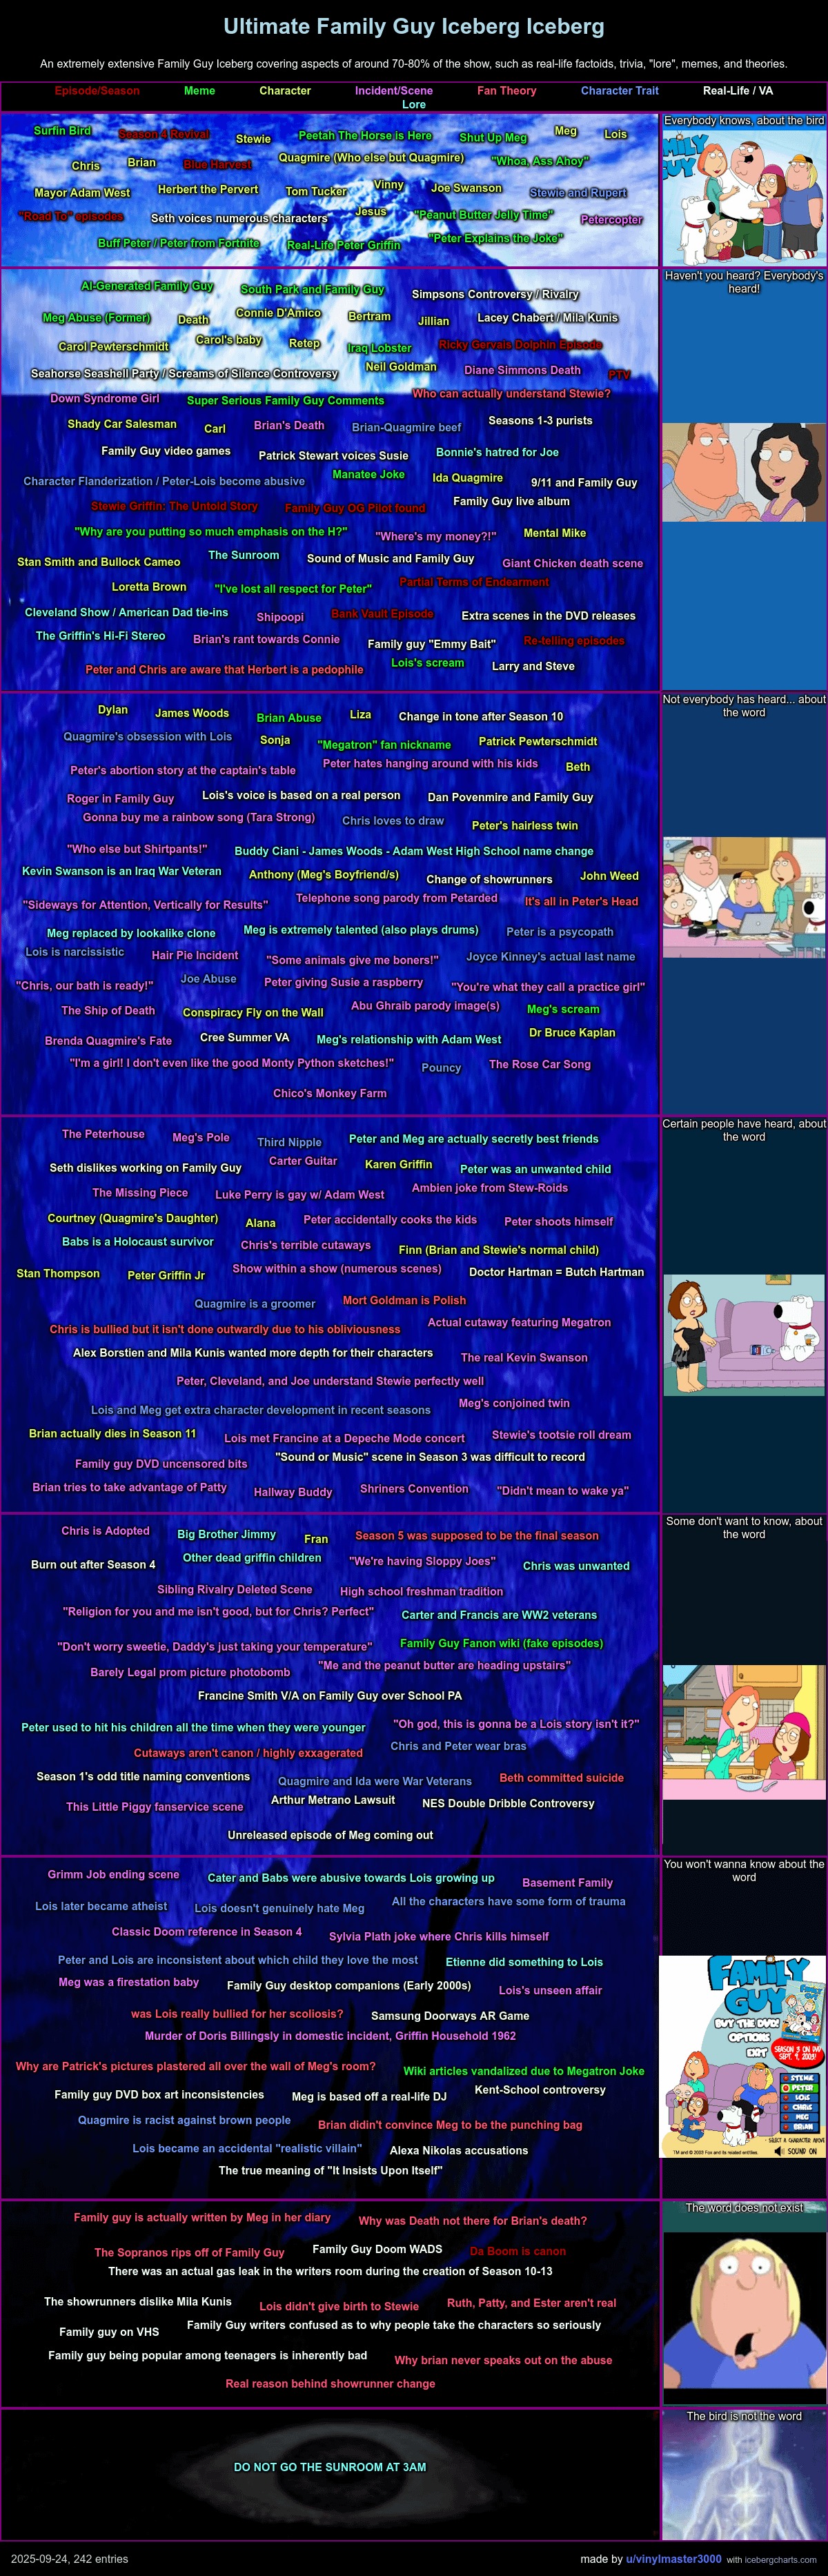 Ultimate Family Guy Iceberg Iceberg
An extremely extensive Family Guy Iceberg covering aspects of around 70-80% of the show, such as real-life factoids, trivia, "lore", memes, and theories.
Episode/Season Meme Character Incident/Scene Fan Theory Character Trait Real-Life / VA
Lore
Everybody knows, about the bird
Surfin Bird Season 4 Revival Stewie Peetah The Horse is Here Shut Up Meg Meg Lois
Chris Brian Blue Harvest Quagmire (Who else but Quagmire) "Whoa, Ass Ahoy"
Mayor Adam West Herbert the Pervert Tom Tucker Vinny Joe Swanson Stewie and Rupert
"Road To" episodes Seth voices numerous characters Jesus "Peanut Butter Jelly Time" Petercopter
Buff Peter / Peter from Fortnite Real-Life Peter Griffin "Peter Explains the Joke"
Haven't you heard? Everybody's
heard!
AI-Generated Family Guy South Park and Family Guy Simpsons Controversy / Rivalry
Meg Abuse (Former) Death Connie D'Amico Bertram Jillian Lacey Chabert / Mila Kunis
Carol Pewterschmidt Carol's baby Retep Iraq Lobster Ricky Gervais Dolphin Episode
Seahorse Seashell Party / Screams of Silence Controversy Neil Goldman Diane Simmons Death PTV
Down Syndrome Girl Super Serious Family Guy Comments Who can actually understand Stewie?
Shady Car Salesman Carl Brian's Death Brian-Quagmire beef Seasons 1-3 purists
Family Guy video games Patrick Stewart voices Susie Bonnie's hatred for Joe
Character Flanderization / Peter-Lois become abusive Manatee Joke Ida Quagmire 9/11 and Family Guy
Stewie Griffin: The Untold Story Family Guy OG Pilot found Family Guy live album
"Why are you putting so much emphasis on the H?" "Where's my money?!" Mental Mike
Stan Smith and Bullock Cameo The Sunroom Sound of Music and Family Guy Giant Chicken death scene
Loretta Brown "I've lost all respect for Peter" Partial Terms of Endearment
Cleveland Show / American Dad tie-ins Shipoopi Bank Vault Episode Extra scenes in the DVD releases
The Griffin's Hi-Fi Stereo Brian's rant towards Connie Family guy "Emmy Bait" Re-telling episodes
Peter and Chris are aware that Herbert is a pedophile Lois's scream Larry and Steve
Not everybody has heard... about
the word
Dylan James Woods Brian Abuse Liza Change in tone after Season 10
Quagmire's obsession with Lois Sonja "Megatron" fan nickname Patrick Pewterschmidt
Peter's abortion story at the captain's table Peter hates hanging around with his kids Beth
Roger in Family Guy Lois's voice is based on a real person Dan Povenmire and Family Guy
Gonna buy me a rainbow song (Tara Strong) Chris loves to draw Peter's hairless twin
"Who else but Shirtpants!" Buddy Ciani - James Woods - Adam West High School name change
Kevin Swanson is an Iraq War Veteran Anthony (Meg's Boyfriend/s) Change of showrunners John Weed
"Sideways for Attention, Vertically for Results" Telephone song parody from Petarded It's all in Peter's Head
Meg replaced by lookalike clone Meg is extremely talented (also plays drums) Peter is a psycopath
Lois is narcissistic Hair Pie Incident "Some animals give me boners!" Joyce Kinney's actual last name
"Chris, our bath is ready!" Joe Abuse Peter giving Susie a raspberry "You're what they call a practice girl"
The Ship of Death Conspiracy Fly on the Wall Abu Ghraib parody image(s) Meg's scream
Brenda Quagmire's Fate Cree Summer VA Meg's relationship with Adam West Dr Bruce Kaplan
"I'm a girl! I don't even like the good Monty Python sketches!" Pouncy The Rose Car Song
Chico's Monkey Farm
Certain people have heard, about
the word
The Peterhouse Meg's Pole Third Nipple Peter and Meg are actually secretly best friends
Seth dislikes working on Family Guy Carter Guitar Karen Griffin Peter was an unwanted child
The Missing Piece Luke Perry is gay w/ Adam West Ambien joke from Stew-Roids
Courtney (Quagmire's Daughter) Alana Peter accidentally cooks the kids Peter shoots himself
Babs is a Holocaust survivor Chris's terrible cutaways Finn (Brian and Stewie's normal child)
Stan Thompson Peter Griffin Jr Show within a show (numerous scenes) Doctor Hartman = Butch Hartman
Quagmire is a groomer Mort Goldman is Polish
Chris is bullied but it isn't done outwardly due to his obliviousness Actual cutaway featuring Megatron
Alex Borstien and Mila Kunis wanted more depth for their characters The real Kevin Swanson
Peter, Cleveland, and Joe understand Stewie perfectly well
Lois and Meg get extra character development in recent seasons Meg's conjoined twin
Brian actually dies in Season 11 Lois met Francine at a Depeche Mode concert Stewie's tootsie roll dream
Family guy DVD uncensored bits "Sound or Music" scene in Season 3 was difficult to record
Brian tries to take advantage of Patty Hallway Buddy Shriners Convention "Didn't mean to wake ya"
Some don't want to know, about
the word
Chris is Adopted Big Brother Jimmy Fran Season 5 was supposed to be the final season
Burn out after Season 4 Other dead griffin children "We're having Sloppy Joes" Chris was unwanted
Sibling Rivalry Deleted Scene High school freshman tradition
"Religion for you and me isn't good, but for Chris? Perfect" Carter and Francis are WW2 veterans
"Don't worry sweetie, Daddy's just taking your temperature" Family Guy Fanon wiki (fake episodes)
Barely Legal prom picture photobomb "Me and the peanut butter are heading upstairs"
Francine Smith V/A on Family Guy over School PA
Peter used to hit his children all the time when they were younger "Oh god, this is gonna be a Lois story isn't it?"
Cutaways aren't canon / highly exxagerated Chris and Peter wear bras
Season 1's odd title naming conventions Quagmire and Ida were War Veterans Beth committed suicide
This Little Piggy fanservice scene Arthur Metrano Lawsuit NES Double Dribble Controversy
Unreleased episode of Meg coming out
You won't wanna know about the
word
Grimm Job ending scene Cater and Babs were abusive towards Lois growing up Basement Family
Lois later became atheist Lois doesn't genuinely hate Meg All the characters have some form of trauma
Classic Doom reference in Season 4 Sylvia Plath joke where Chris kills himself
Peter and Lois are inconsistent about which child they love the most Etienne did something to Lois
Meg was a firestation baby Family Guy desktop companions (Early 2000s) Lois's unseen affair
was Lois really bullied for her scoliosis? Samsung Doorways AR Game
Murder of Doris Billingsly in domestic incident, Griffin Household 1962
Why are Patrick's pictures plastered all over the wall of Meg's room? Wiki articles vandalized due to Megatron Joke
Family guy DVD box art inconsistencies Meg is based off a real-life DJ Kent-School controversy
Quagmire is racist against brown people Brian didin't convince Meg to be the punching bag
Lois became an accidental "realistic villain" Alexa Nikolas accusations
The true meaning of "It Insists Upon Itself"
FAMILY GUY
BUY THE DVD!
OPTIONS
EXIT
SEASON 3 ON DVD
SEPT. 9, 2003!
STEWIE
PETER
LOIS
CHRIS
MEG
BRIAN
SELECT A CHARACTER ABOVE
SOUND ON
TM and © 2003 Fox and its related entities.
The word does not exist
Family guy is actually written by Meg in her diary Why was Death not there for Brian's death?
The Sopranos rips off of Family Guy Family Guy Doom WADS Da Boom is canon
There was an actual gas leak in the writers room during the creation of Season 10-13
The showrunners dislike Mila Kunis Lois didn't give birth to Stewie Ruth, Patty, and Ester aren't real
Family guy on VHS Family Guy writers confused as to why people take the characters so seriously
Family guy being popular among teenagers is inherently bad Why brian never speaks out on the abuse
Real reason behind showrunner change
The bird is not the word
DO NOT GO THE SUNROOM AT 3AM
2025-09-24, 242 entries made by u/vinylmaster3000 with icebergcharts.com